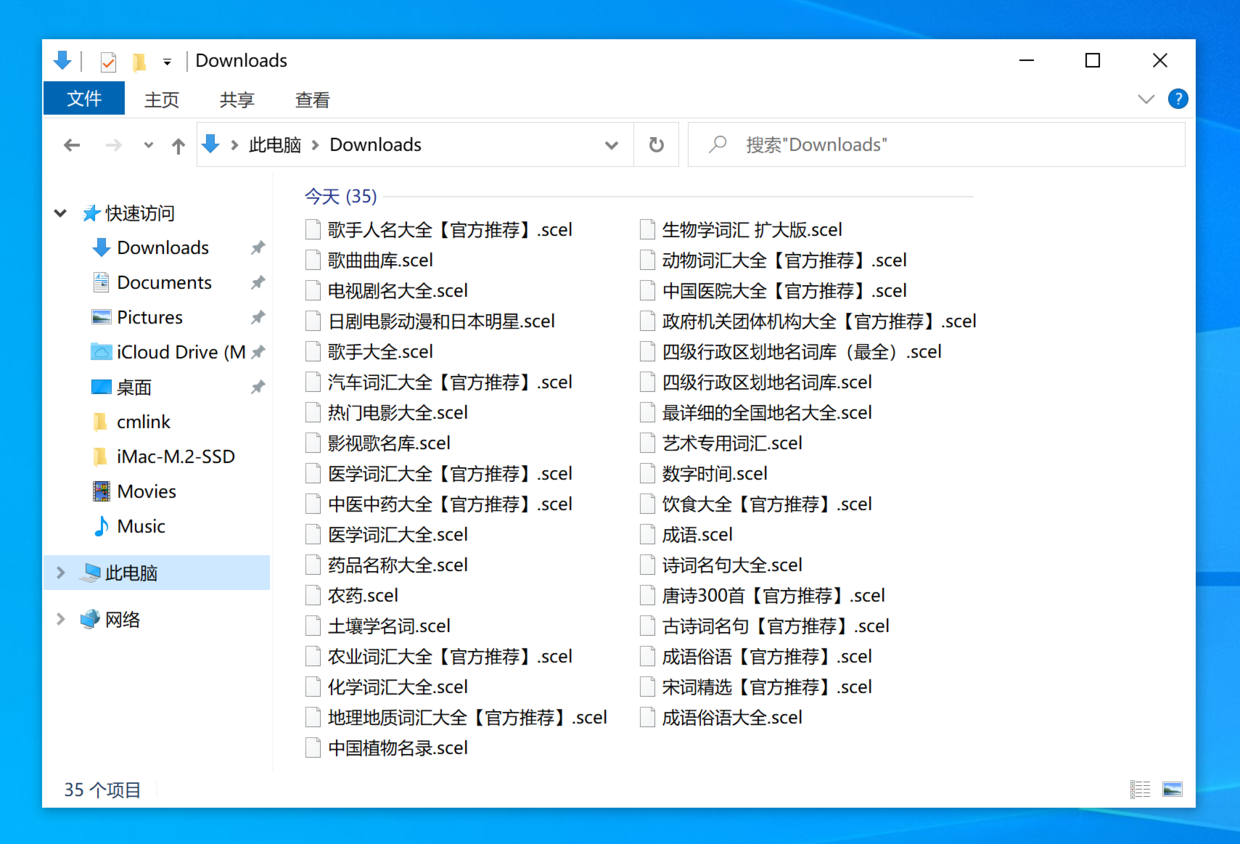 Downloads
文件 主页 共享 查看
此电脑 Downloads
搜索"Downloads"
快速访问
Downloads
Documents
Pictures
iCloud Drive (M
桌面
cmlink
iMac-M.2-SSD
Movies
Music
此电脑
网络
今天 (35)
歌手人名大全【官方推荐】.scel
歌曲曲库.scel
电视剧名大全.scel
日剧电影动漫和日本明星.scel
歌手大全.scel
汽车词汇大全【官方推荐】.scel
热门电影大全.scel
影视歌名库.scel
医学词汇大全【官方推荐】.scel
中医中药大全【官方推荐】.scel
医学词汇大全.scel
药品名称大全.scel
农药.scel
土壤学名词.scel
农业词汇大全【官方推荐】.scel
化学词汇大全.scel
地理地质词汇大全【官方推荐】.scel
中国植物名录.scel
生物学词汇 扩大版.scel
动物词汇大全【官方推荐】.scel
中国医院大全【官方推荐】.scel
政府机关团体机构大全【官方推荐】.scel
四级行政区划地名词库（最全）.scel
四级行政区划地名词库.scel
最详细的全国地名大全.scel
艺术专用词汇.scel
数字时间.scel
饮食大全【官方推荐】.scel
成语.scel
诗词名句大全.scel
唐诗300首【官方推荐】.scel
古诗词名句【官方推荐】.scel
成语俗语【官方推荐】.scel
宋词精选【官方推荐】.scel
成语俗语大全.scel
35 个项目